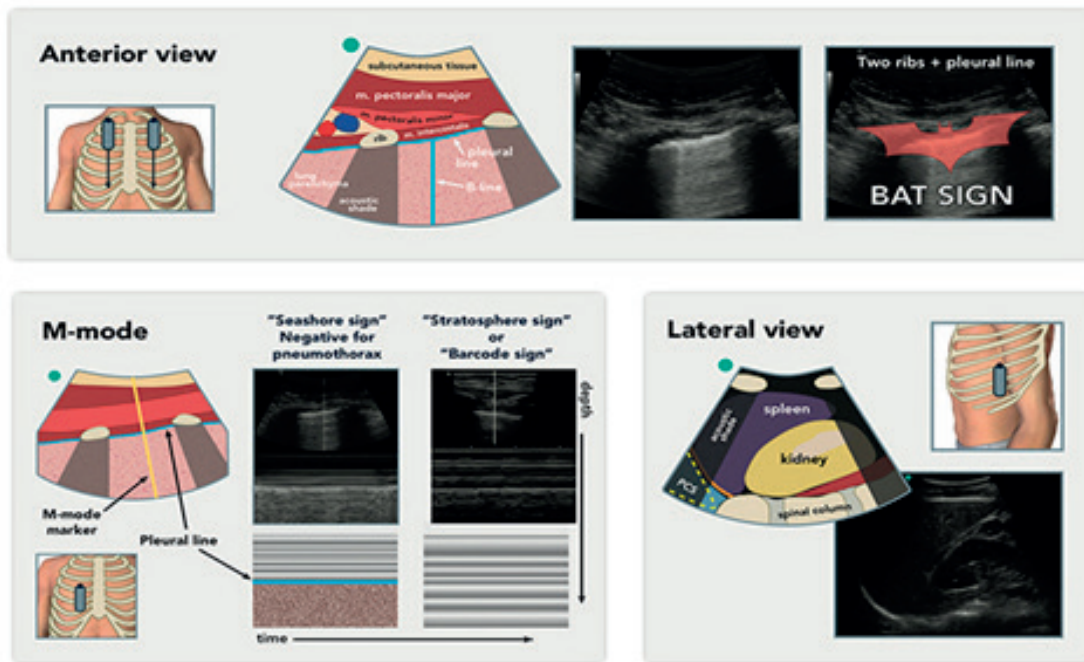 Anterior view
subcutaneous tissue
m. pectoralis major
m. pectoralis minor
rib
m. intercostalis
pleural
line
lung
parenchyma
B-line
acoustic
shade
Two ribs + pleural line
BAT SIGN
M-mode
"Seashore sign"
Negative for
pneumothorax
"Stratosphere sign"
or
"Barcode sign"
depth
M-mode
marker
Pleural line
time
Lateral view
acoustic
shade
spleen
kidney
PCS
spinal column